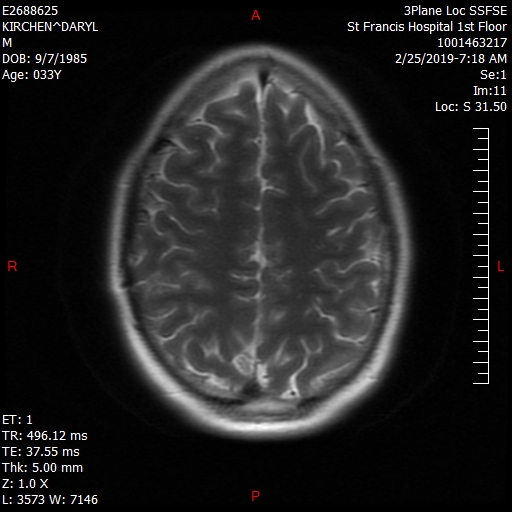 E2688625
KIRCHEN^DARYL
M
DOB: 9/7/1985
Age: 033Y
3Plane Loc SSFSE
St Francis Hospital 1st Floor
1001463217
2/25/2019-7:18 AM
Se:1
Im:11
Loc: S 31.50
A
R
L
ET: 1
TR: 496.12 ms
TE: 37.55 ms
Thk: 5.00 mm
Z: 1.0 X
L: 3573 W: 7146
P